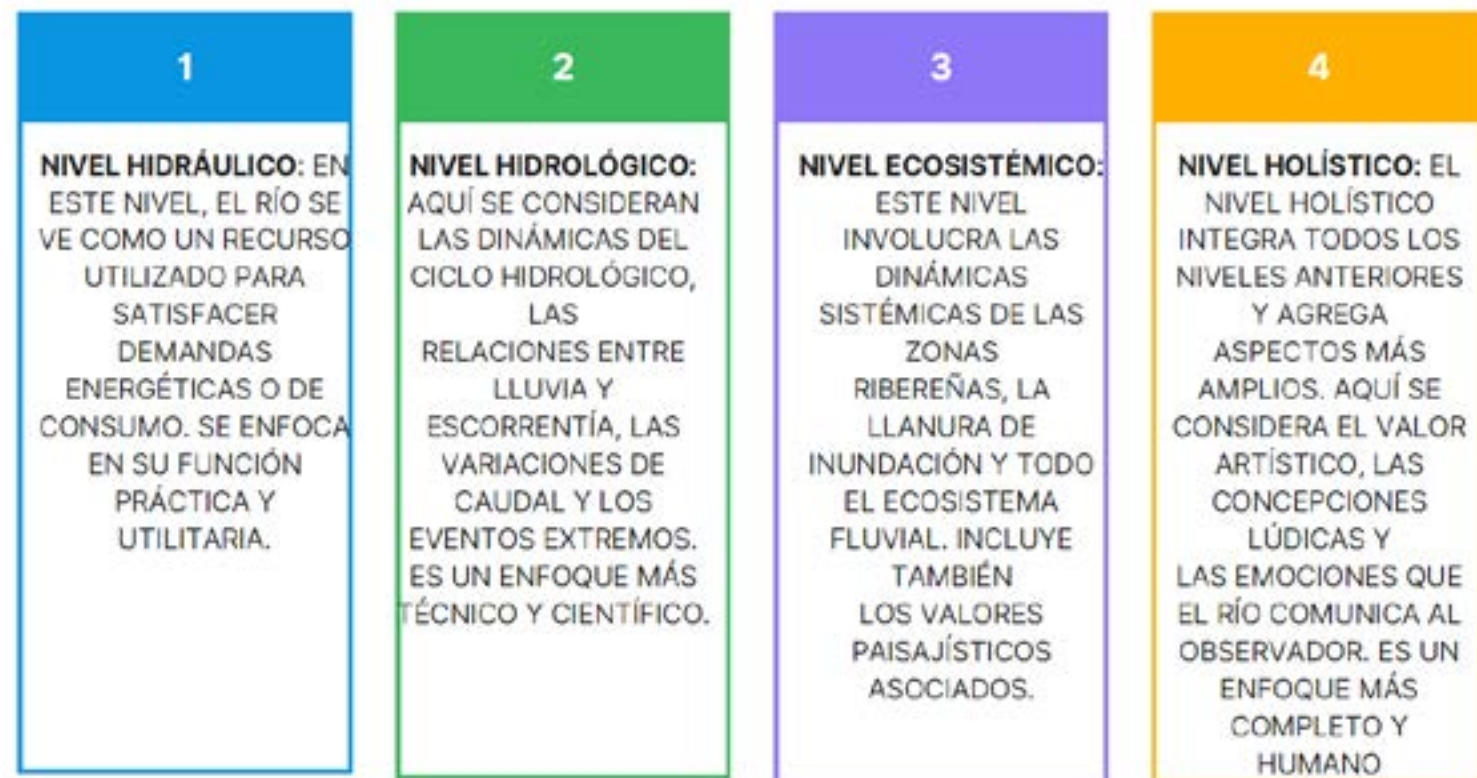 1
NIVEL HIDRÁULICO: EN
ESTE NIVEL, EL RÍO SE
VE COMO UN RECURSO
UTILIZADO PARA
SATISFACER
DEMANDAS
ENERGÉTICAS O DE
CONSUMO. SE ENFOCA
EN SU FUNCIÓN
PRÁCTICA Y
UTILITARIA.
2
NIVEL HIDROLÓGICO:
AQUÍ SE CONSIDERAN
LAS DINÁMICAS DEL
CICLO HIDROLÓGICO,
LAS
RELACIONES ENTRE
LLUVIA Y
ESCORRENTÍA, LAS
VARIACIONES DE
CAUDAL Y LOS
EVENTOS EXTREMOS.
ES UN ENFOQUE MÁS
TÉCNICO Y CIENTÍFICO.
3
NIVEL ECOSISTÉMICO:
ESTE NIVEL
INVOLUCRA LAS
DINÁMICAS
SISTÉMICAS DE LAS
ZONAS
RIBEREÑAS, LA
LLANURA DE
INUNDACIÓN Y TODO
EL ECOSISTEMA
FLUVIAL. INCLUYE
TAMBIÉN
LOS VALORES
PAISAJÍSTICOS
ASOCIADOS.
4
NIVEL HOLÍSTICO: EL
NIVEL HOLÍSTICO
INTEGRA TODOS LOS
NIVELES ANTERIORES
Y AGREGA
ASPECTOS MÁS
AMPLIOS. AQUÍ SE
CONSIDERA EL VALOR
ARTÍSTICO, LAS
CONCEPCIONES
LÚDICAS Y
LAS EMOCIONES QUE
EL RÍO COMUNICA AL
OBSERVADOR. ES UN
ENFOQUE MÁS
COMPLETO Y
HUMANO